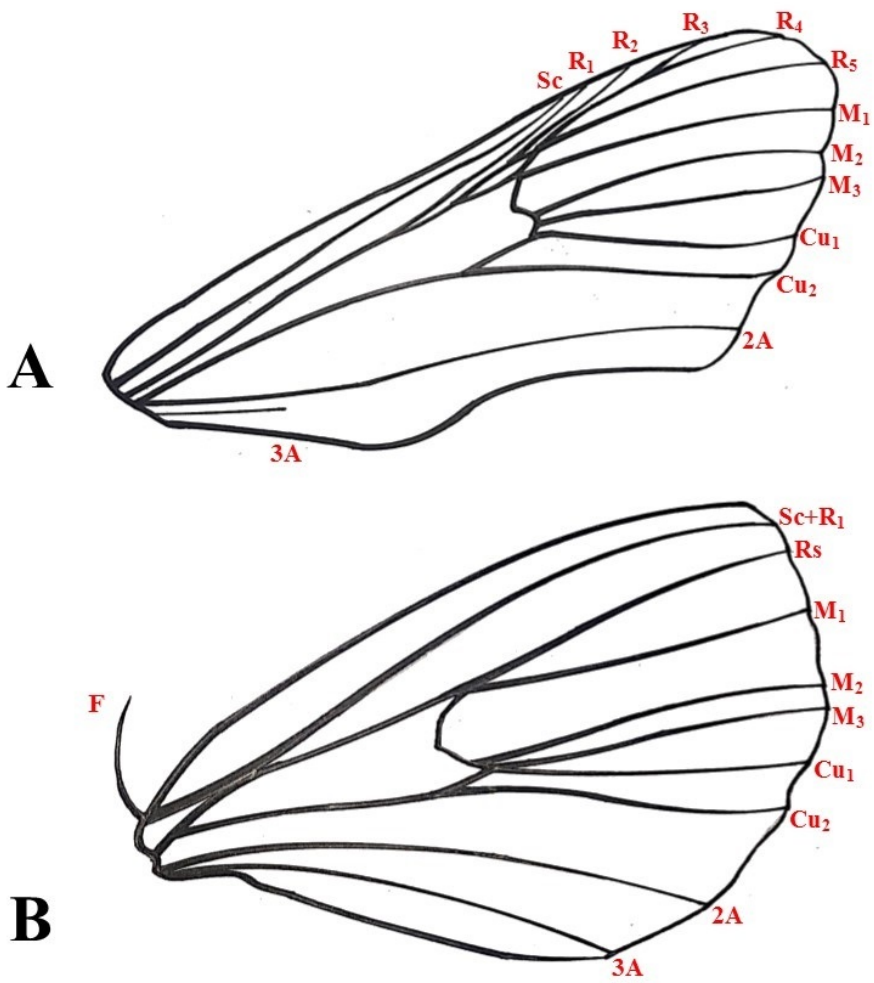 R₃ R₄
R₂
R₁
Sc
R₅
M₁
M₂
M₃
Cu₁
Cu₂
2A
A
3A
Sc+R₁
Rs
M₁
F
M₂
M₃
Cu₁
Cu₂
B
2A
3A